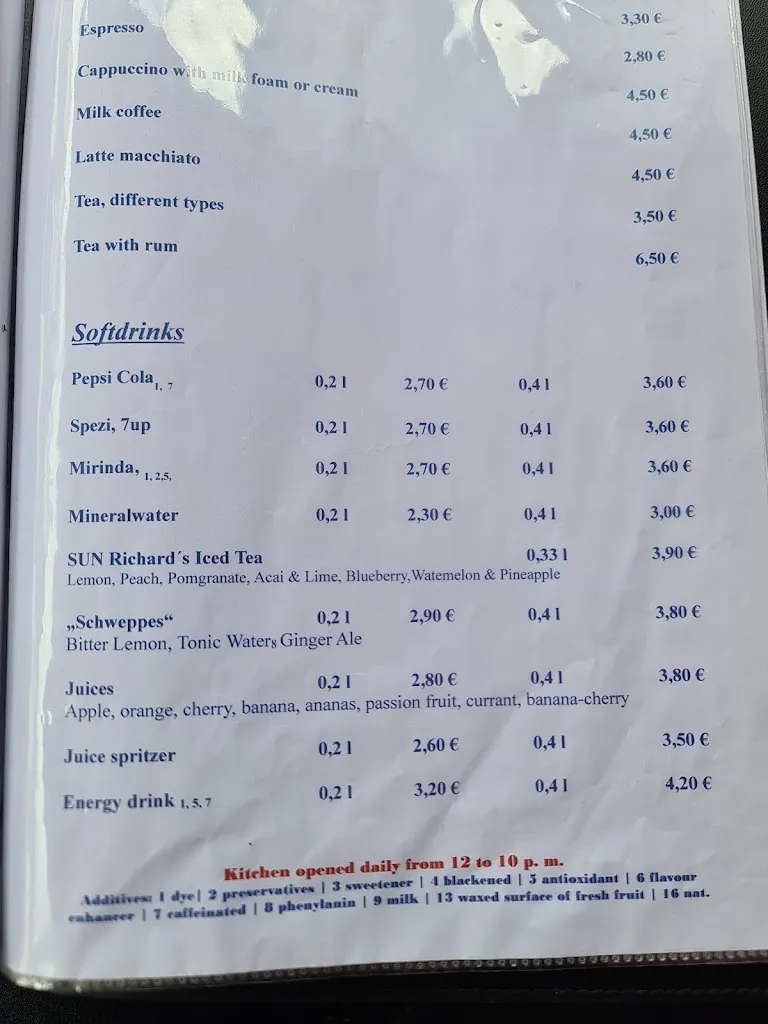 3,30 €
Espresso 2,80 €
Cappuccino with milk foam or cream 4,50 €
Milk coffee 4,50 €
Latte macchiato 4,50 €
Tea, different types 3,50 €
Tea with rum 6,50 €
Softdrinks
Pepsi Cola 1, 7 0,2 l 2,70 € 0,4 l 3,60 €
Spezi, 7up 0,2 l 2,70 € 0,4 l 3,60 €
Mirinda, 1, 2,5, 0,2 l 2,70 € 0,4 l 3,60 €
Mineralwater 0,2 l 2,30 € 0,4 l 3,00 €
SUN Richard´s Iced Tea 0,33 l 3,90 €
Lemon, Peach, Pomgranate, Acai & Lime, Blueberry,Watemelon & Pineapple
„Schweppes“ 0,2 l 2,90 € 0,4 l 3,80 €
Bitter Lemon, Tonic Water8 Ginger Ale
Juices 0,2 l 2,80 € 0,4 l 3,80 €
Apple, orange, cherry, banana, ananas, passion fruit, currant, banana-cherry
Juice spritzer 0,2 l 2,60 € 0,4 l 3,50 €
Energy drink 1, 5, 7 0,2 l 3,20 € 0,4 l 4,20 €
Kitchen opened daily from 12 to 10 p. m.
Additives: 1 dye| 2 preservatives | 3 sweetener | 4 blackened | 5 antioxidant | 6 flavour
enhancer | 7 caffeinated | 8 phenylanin | 9 milk | 13 waxed surface of fresh fruit | 16 nat.